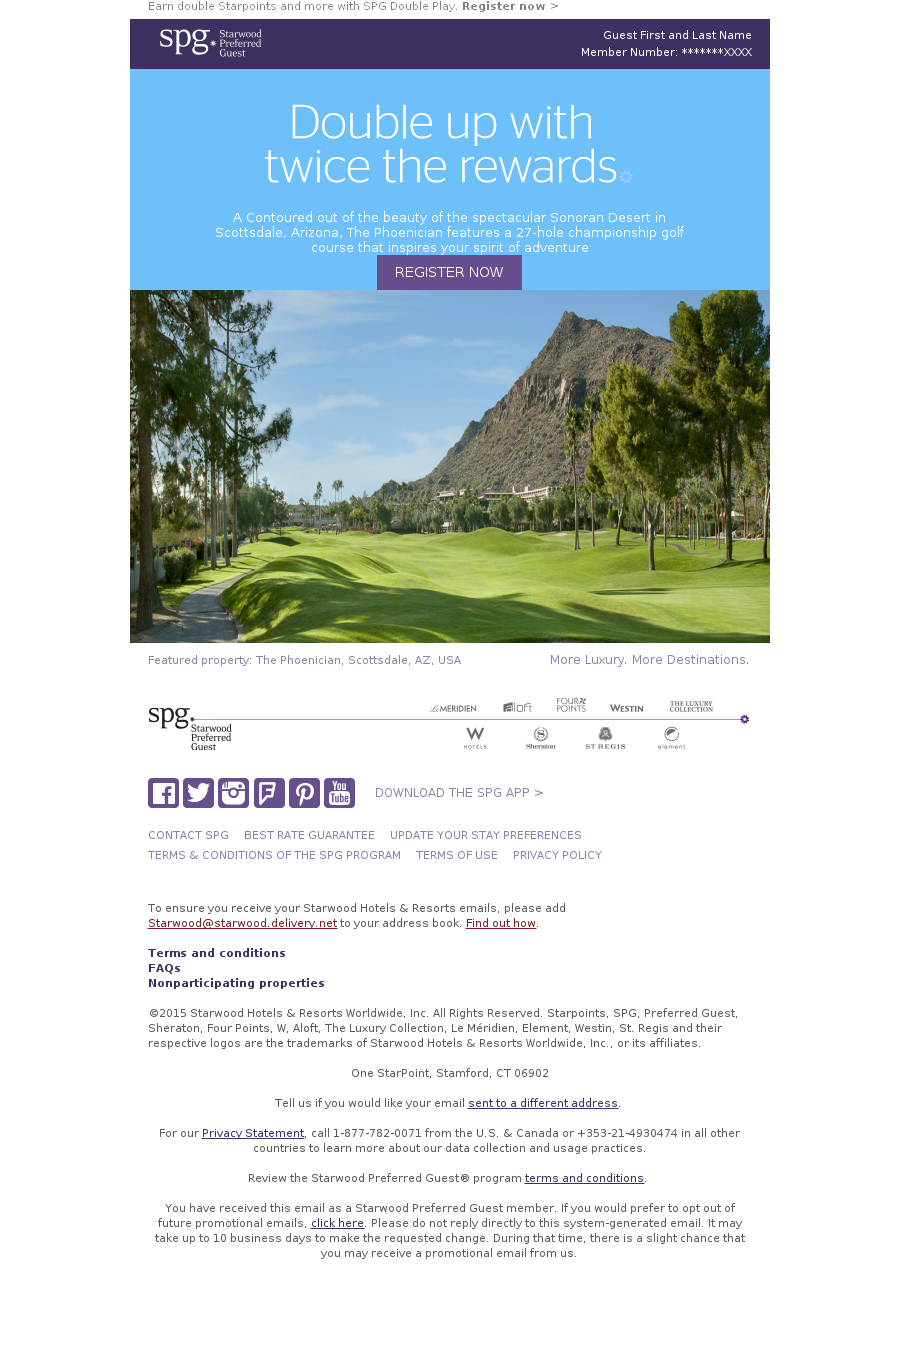 Earn double Starpoints and more with SPG Double Play. Register now >
spg Starwood
Preferred
Guest
Guest First and Last Name
Member Number: *******XXXX
Double up with
twice the rewards
A Contoured out of the beauty of the spectacular Sonoran Desert in
Scottsdale, Arizona, The Phoenician features a 27-hole championship golf
course that inspires your spirit of adventure
REGISTER NOW
Featured property: The Phoenician, Scottsdale, AZ, USA
More Luxury. More Destinations.
spg
Starwood
Preferred
Guest
Le MERIDIEN
aloft
FOUR
POINTS
WESTIN
THE LUXURY
COLLECTION
W
HOTELS
Sheraton
ST REGIS
element
You
Tube
DOWNLOAD THE SPG APP >
CONTACT SPG BEST RATE GUARANTEE UPDATE YOUR STAY PREFERENCES
TERMS & CONDITIONS OF THE SPG PROGRAM TERMS OF USE PRIVACY POLICY
To ensure you receive your Starwood Hotels & Resorts emails, please add
Starwood@starwood.delivery.net to your address book. Find out how.
Terms and conditions
FAQs
Nonparticipating properties
©2015 Starwood Hotels & Resorts Worldwide, Inc. All Rights Reserved. Starpoints, SPG, Preferred Guest,
Sheraton, Four Points, W, Aloft, The Luxury Collection, Le Méridien, Element, Westin, St. Regis and their
respective logos are the trademarks of Starwood Hotels & Resorts Worldwide, Inc., or its affiliates.
One StarPoint, Stamford, CT 06902
Tell us if you would like your email sent to a different address.
For our Privacy Statement, call 1-877-782-0071 from the U.S. & Canada or +353-21-4930474 in all other
countries to learn more about our data collection and usage practices.
Review the Starwood Preferred Guest® program terms and conditions.
You have received this email as a Starwood Preferred Guest member. If you would prefer to opt out of
future promotional emails, click here. Please do not reply directly to this system-generated email. It may
take up to 10 business days to make the requested change. During that time, there is a slight chance that
you may receive a promotional email from us.